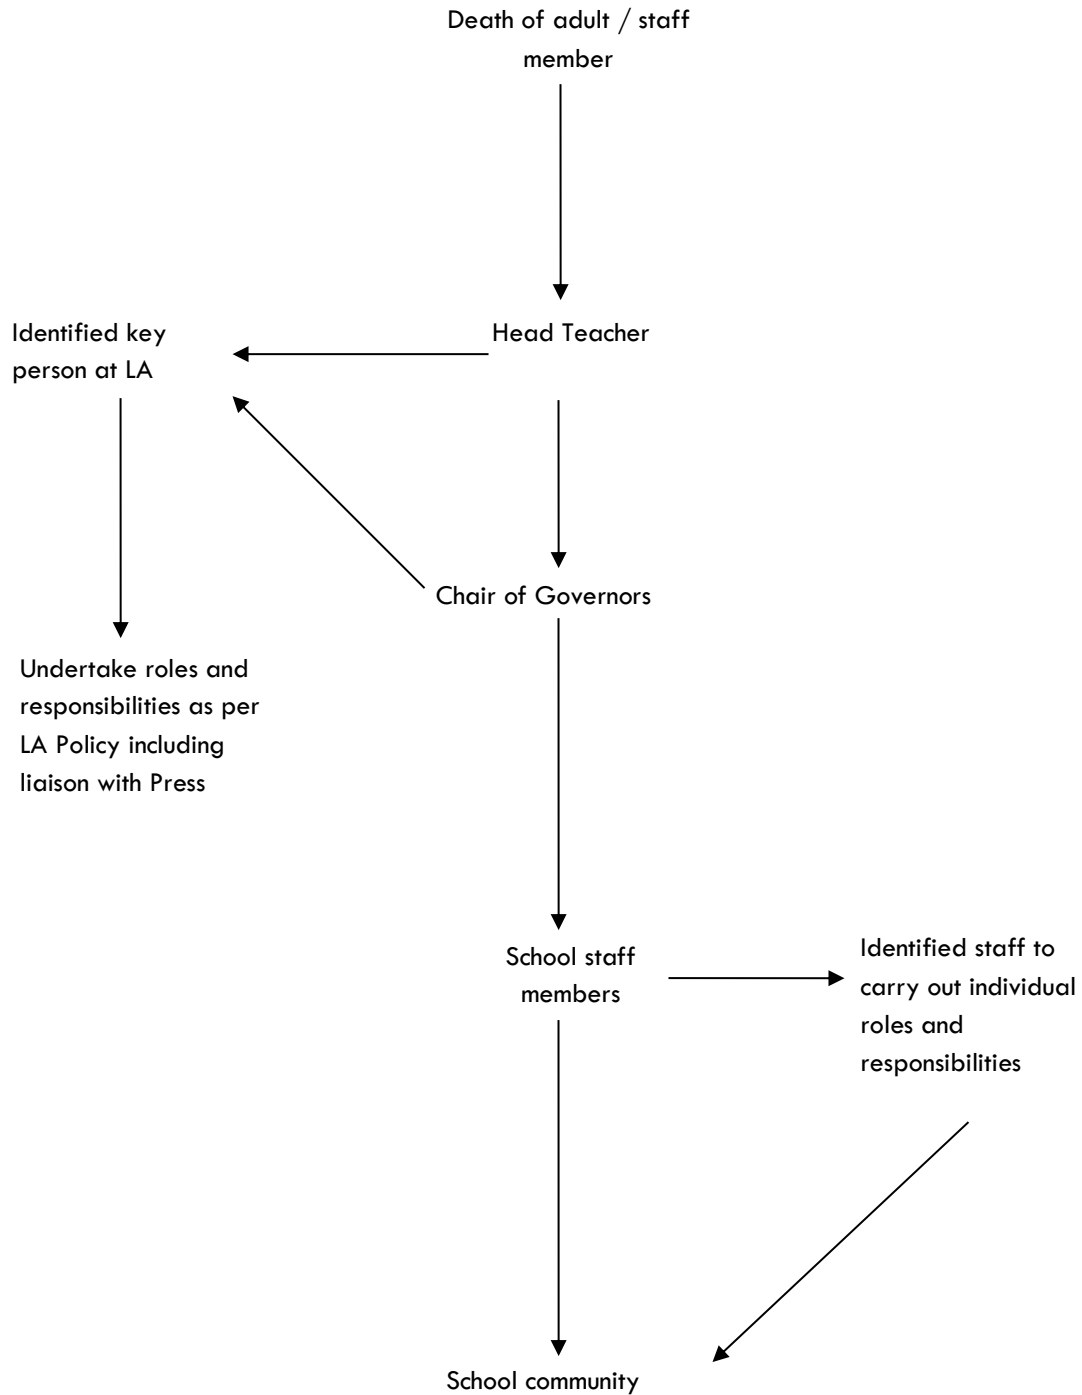 Death of adult / staff
member
Identified key
person at LA
Head Teacher
Chair of Governors
Undertake roles and
responsibilities as per
LA Policy including
liaison with Press
School staff
members
Identified staff to
carry out individual
roles and
responsibilities
School community